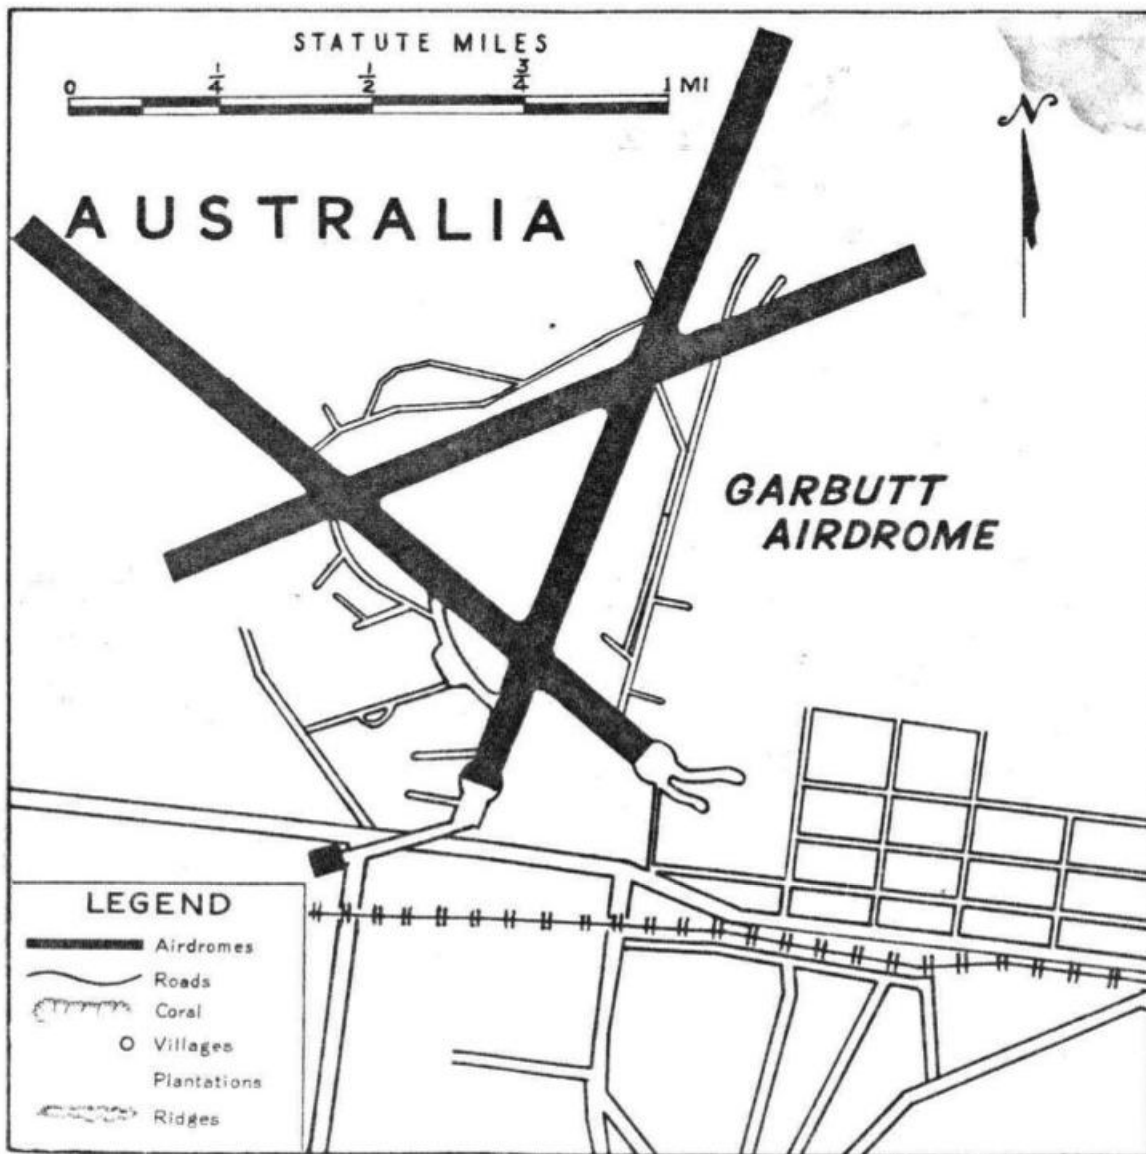 STATUTE MILES
0 1/4 1/2 3/4 1 MI
N
AUSTRALIA
GARBUTT
AIRDROME
LEGEND
Airdromes
Roads
Coral
Villages
Plantations
Ridges